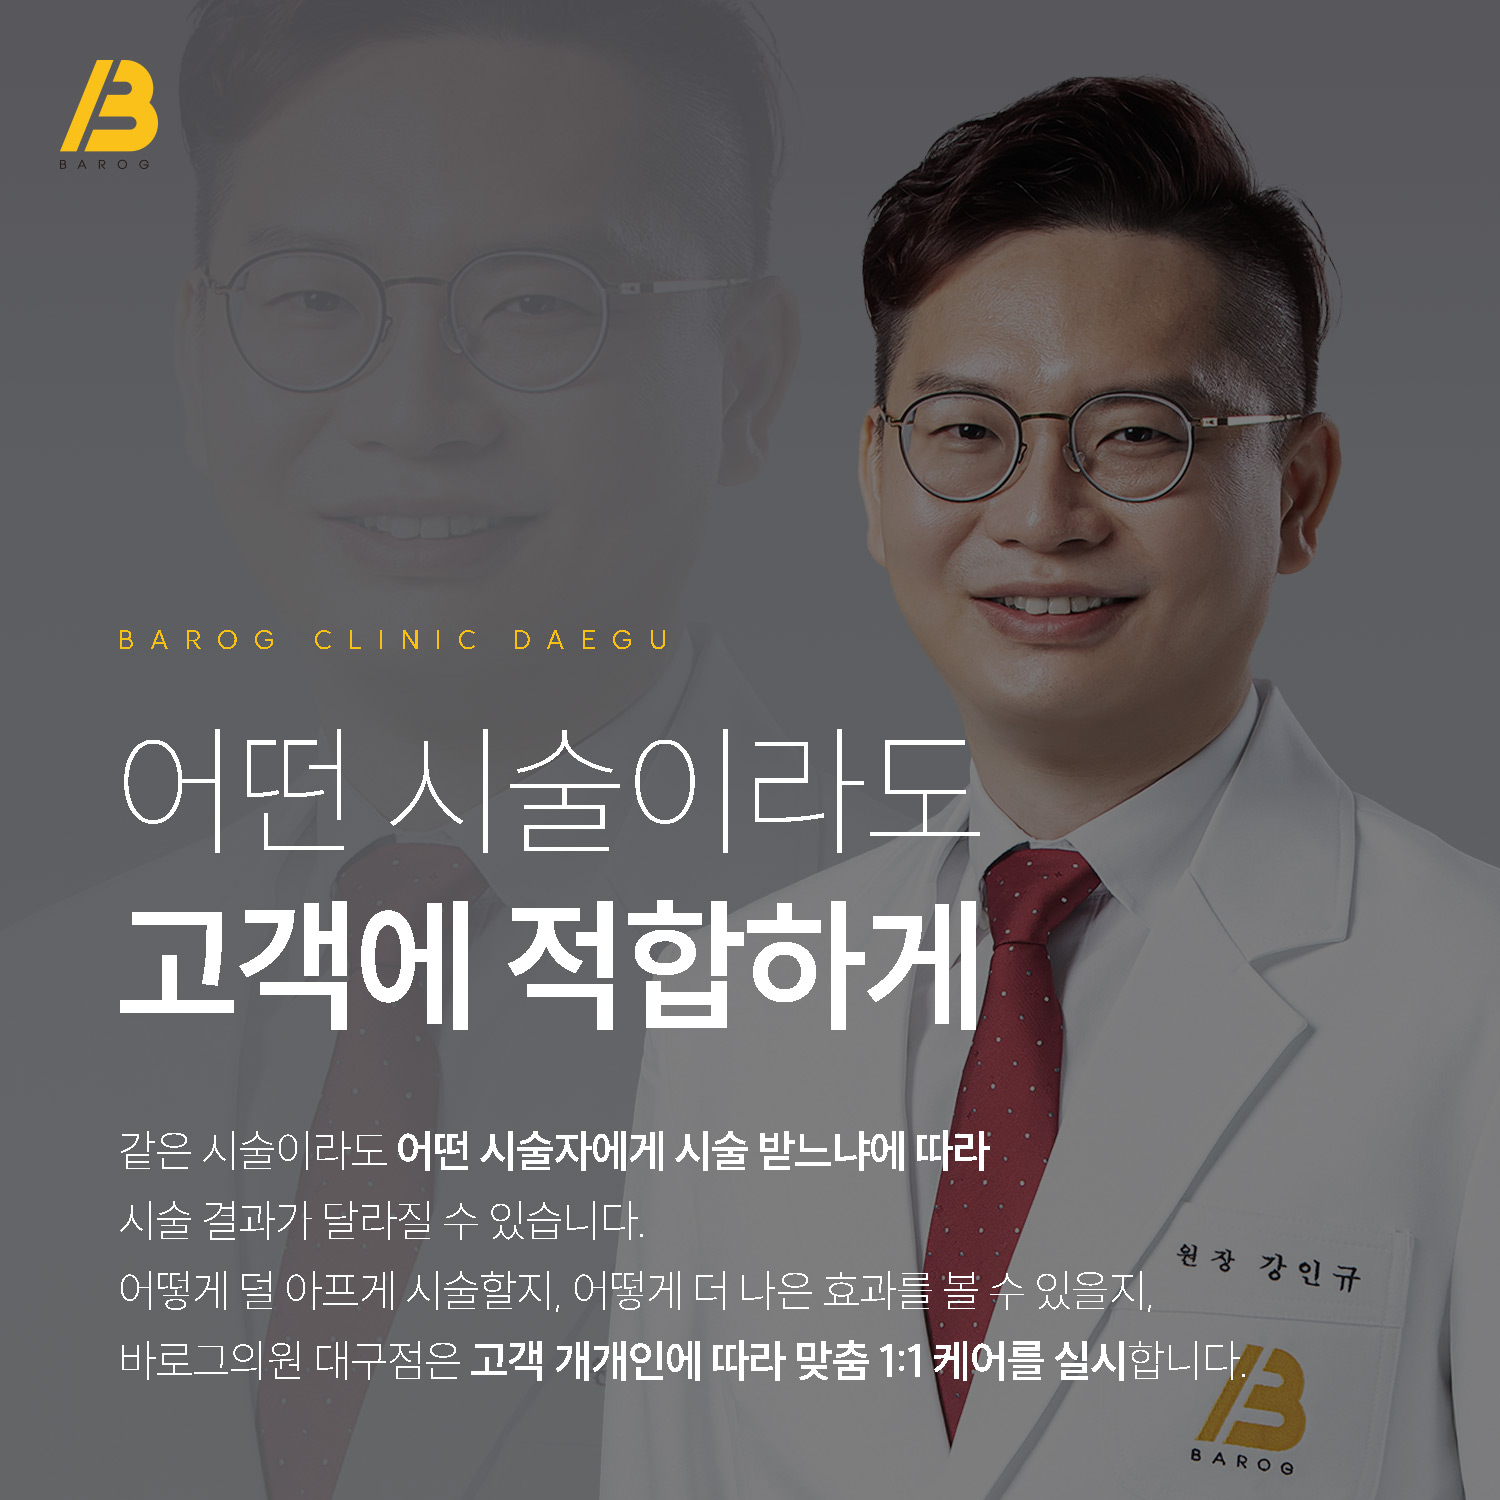 BAROG
BAROG CLINIC DAEGU
어떤 시술이라도
고객에 적합하게
같은 시술이라도 어떤 시술자에게 시술 받느냐에 따라
시술 결과가 달라질 수 있습니다.
어떻게 덜 아프게 시술할지, 어떻게 더 나은 효과를 볼 수 있을지,
바로그의원 대구점은 고객 개개인에 따라 맞춤 1:1 케어를 실시합니다.
원장 강인규
BAROG